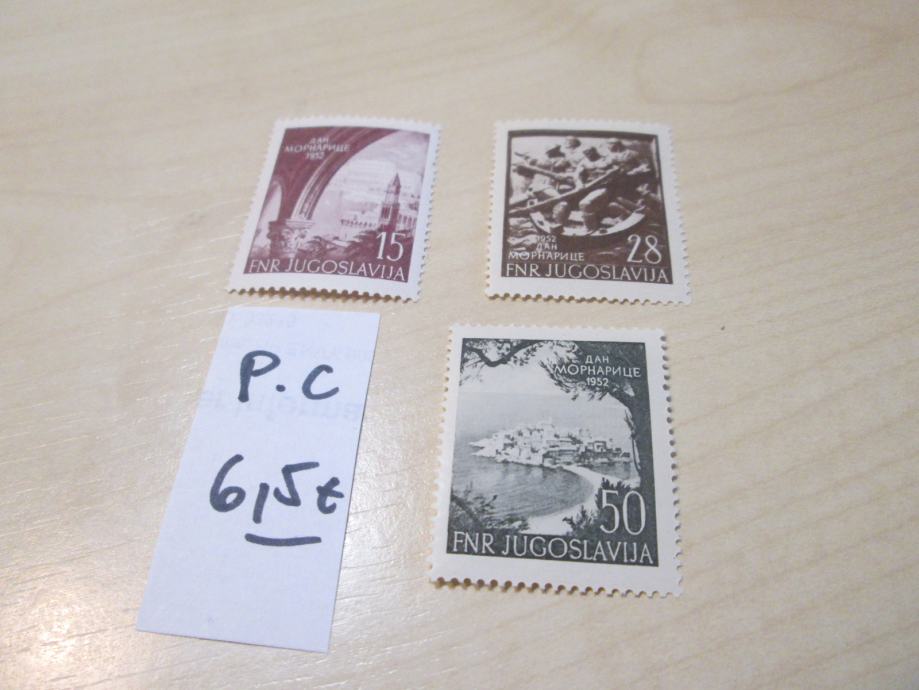 ДАН
МОРНАРИЦЕ
1952
15
FNR JUGOSLAVIJA
1952
ДАН
МОРНАРИЦЕ
28
FNR JUGOSLAVIJA
P.C
6,5t
ДАН
МОРНАРИЦЕ
1952
50
FNR JUGOSLAVIJA